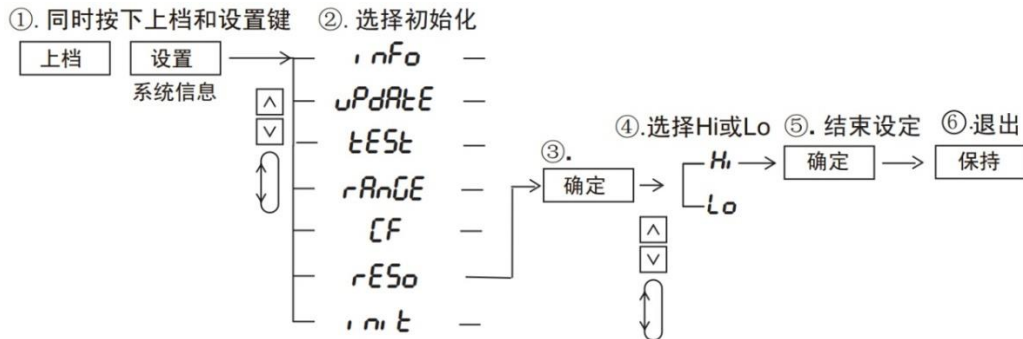 ①. 同时按下上档和设置键 ②. 选择初始化
上档 设置
系统信息
∧
∨
inFo
uPdAtE
tESt
rAnGE
CF
rESo
init
③.
确定
④.选择Hi或Lo ⑤. 结束设定 ⑥.退出
Hi 确定 保持
Lo
∧
∨